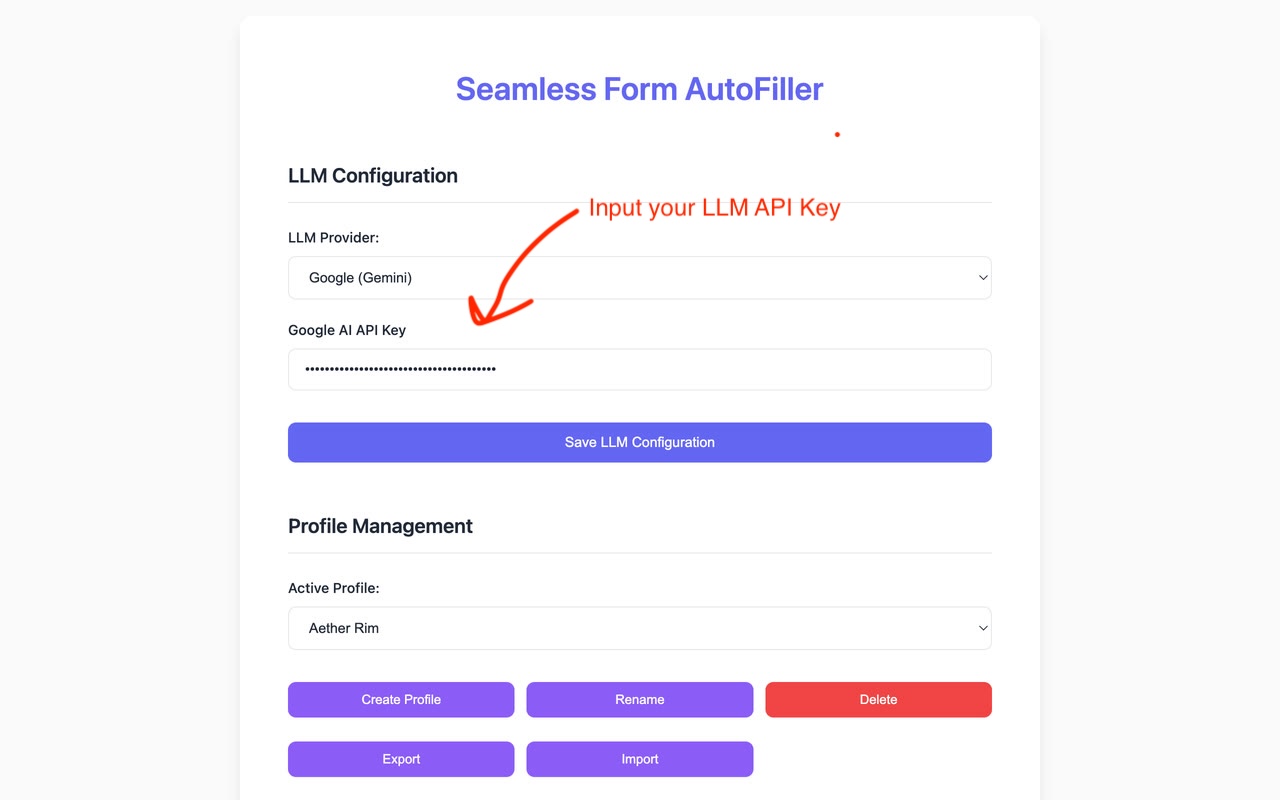 Seamless Form AutoFiller
LLM Configuration
Input your LLM API Key
LLM Provider:
Google (Gemini)
Google AI API Key
•••••••••••••••••••••••••••••••••••••••
Save LLM Configuration
Profile Management
Active Profile:
Aether Rim
Create Profile
Rename
Delete
Export
Import